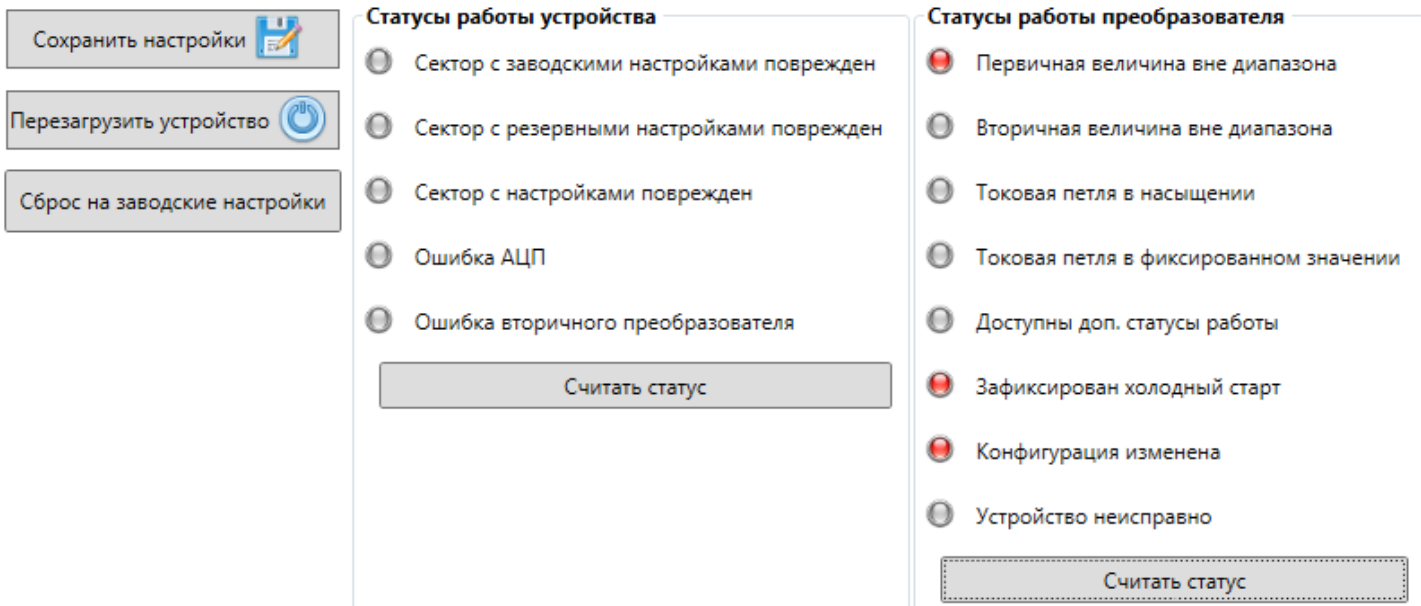 Сохранить настройки
Перезагрузить устройство
Сброс на заводские настройки
Статусы работы устройства
Сектор с заводскими настройками поврежден
Сектор с резервными настройками поврежден
Сектор с настройками поврежден
Ошибка АЦП
Ошибка вторичного преобразователя
Считать статус
Статусы работы преобразователя
Первичная величина вне диапазона
Вторичная величина вне диапазона
Токовая петля в насыщении
Токовая петля в фиксированном значении
Доступны доп. статусы работы
Зафиксирован холодный старт
Конфигурация изменена
Устройство неисправно
Считать статус